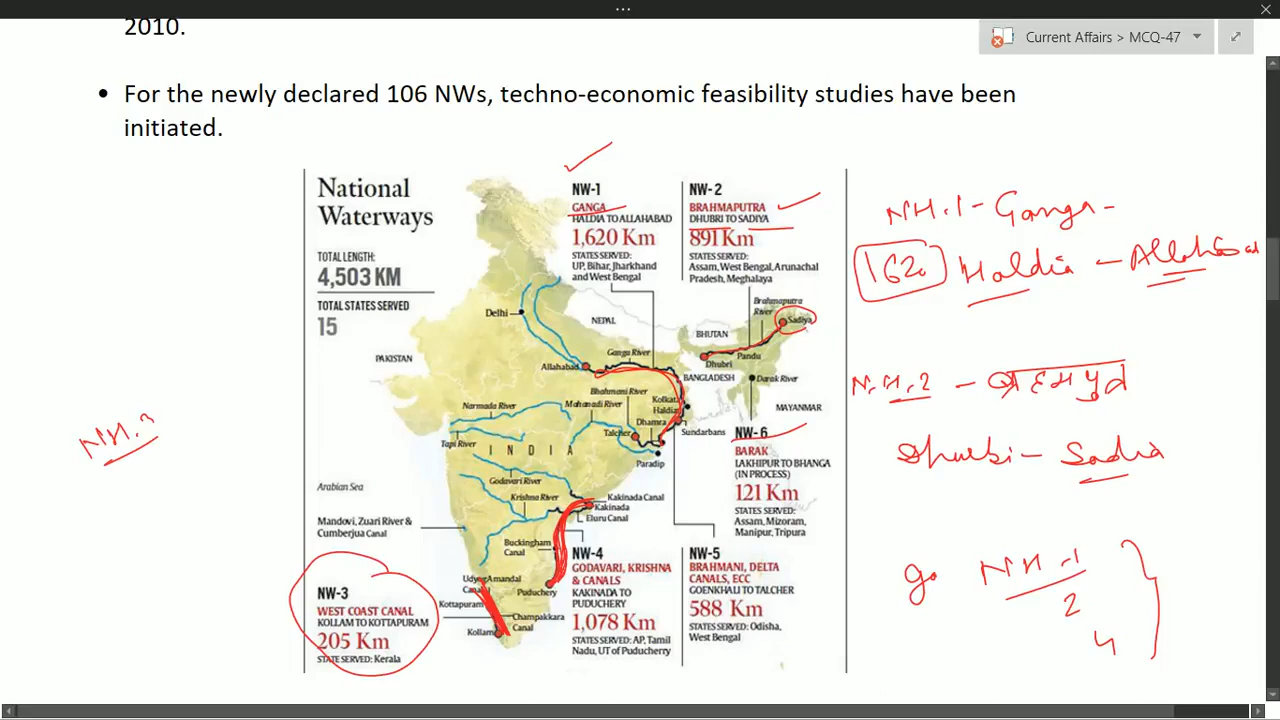 2010.
Current Affairs > MCQ-47
• For the newly declared 106 NWs, techno-economic feasibility studies have been
initiated.
National
Waterways
TOTAL LENGTH:
4,503 KM
TOTAL STATES SERVED
15
NW-1
GANGA
HALDIA TO ALLAHABAD
1,620 Km
STATES SERVED:
UP, Bihar, Jharkhand
and West Bengal
NW- 2
BRAHMAPUTRA
DHUBRI TO SADIYA
891 Km
STATES SERVED:
Assam, West Bengal, Arunachal
Pradesh, Meghalaya
Brahmaputra
River
Sadiya
Delhi
NEPAL
BHUTAN
Dhubri
Pandu
PAKISTAN
Allahabad
Ganga River
BANGLADESH
Darak River
Bhahmani River
Mahanadi River
Narmada River
Kolkat
Haldia
Dhamra
MAYANMAR
Talcher
Sundarbans
Tapi River
INDIA
Paradip
NW-6
BARAK
LAKHIPUR TO BHANGA
(IN PROCESS)
121 Km
STATES SERVED:
Assam, Mizoram,
Manipur, Tripura
Arabian Sea
Godavari River
Krishna River
Kakinada Canal
Kakinada
Eluru Canal
Mandovi, Zuari River &
Cumberjua Canal
Buckingham
Canal
NW-3
WEST COAST CANAL
KOLLAM TO KOTTAPURAM
205 Km
STATE SERVED: Kerala
Canal
Kottapuram
Puduchery
Champakkara
Canal
Kollam
NW-4
GODAVARI, KRISHNA
& CANALS
KAKINADA TO
PUDUCHERY
1,078 Km
STATES SERVED: AP, Tamil
Nadu, UT of Puducherry
NW-5
BRAHMANI, DELTA
CANALS, ECC
GOENKHALI TO TALCHER
588 Km
STATES SERVED: Odisha,
West Bengal
NH.1 - Ganga -
1620 Haldia - Allahabad
NH.2 -
Dhubri - Sadia
NH.3
NH.1
2
4